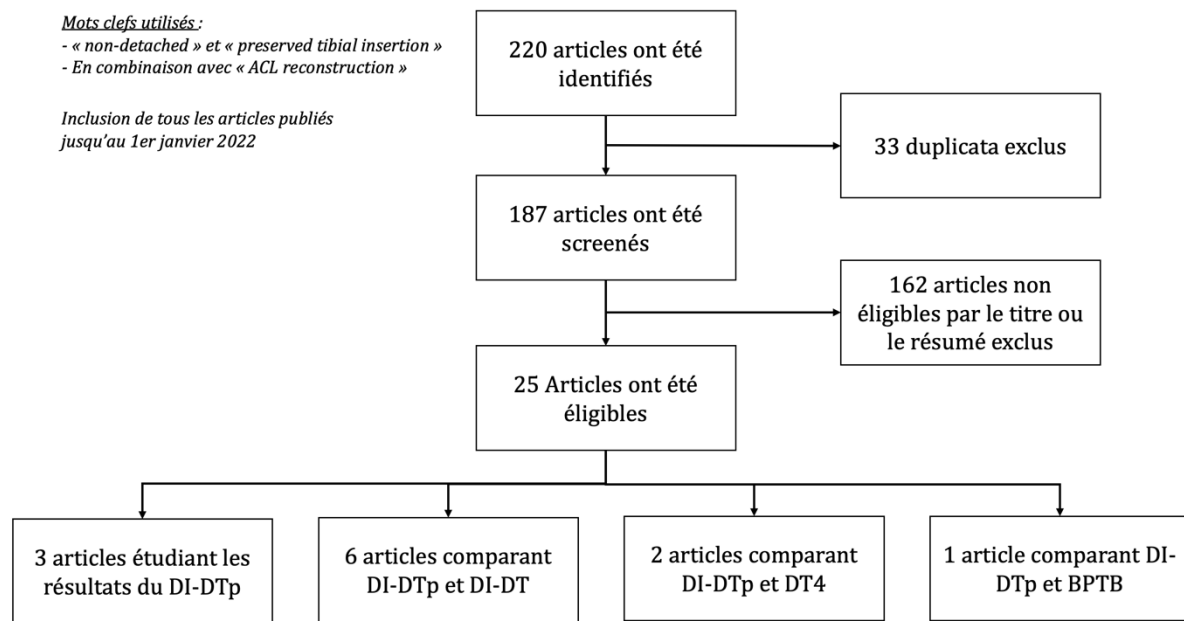 Mots clefs utilisés :
- « non-detached » et « preserved tibial insertion »
- En combinaison avec « ACL reconstruction »
Inclusion de tous les articles publiés
jusqu'au 1er janvier 2022
220 articles ont été
identifiés
33 duplicata exclus
187 articles ont été
screenés
162 articles non
éligibles par le titre ou
le résumé exclus
25 Articles ont été
éligibles
3 articles étudiant les
résultats du DI-DTp
6 articles comparant
DI-DTp et DI-DT
2 articles comparant
DI-DTp et DT4
1 article comparant DI-
DTp et BPTB